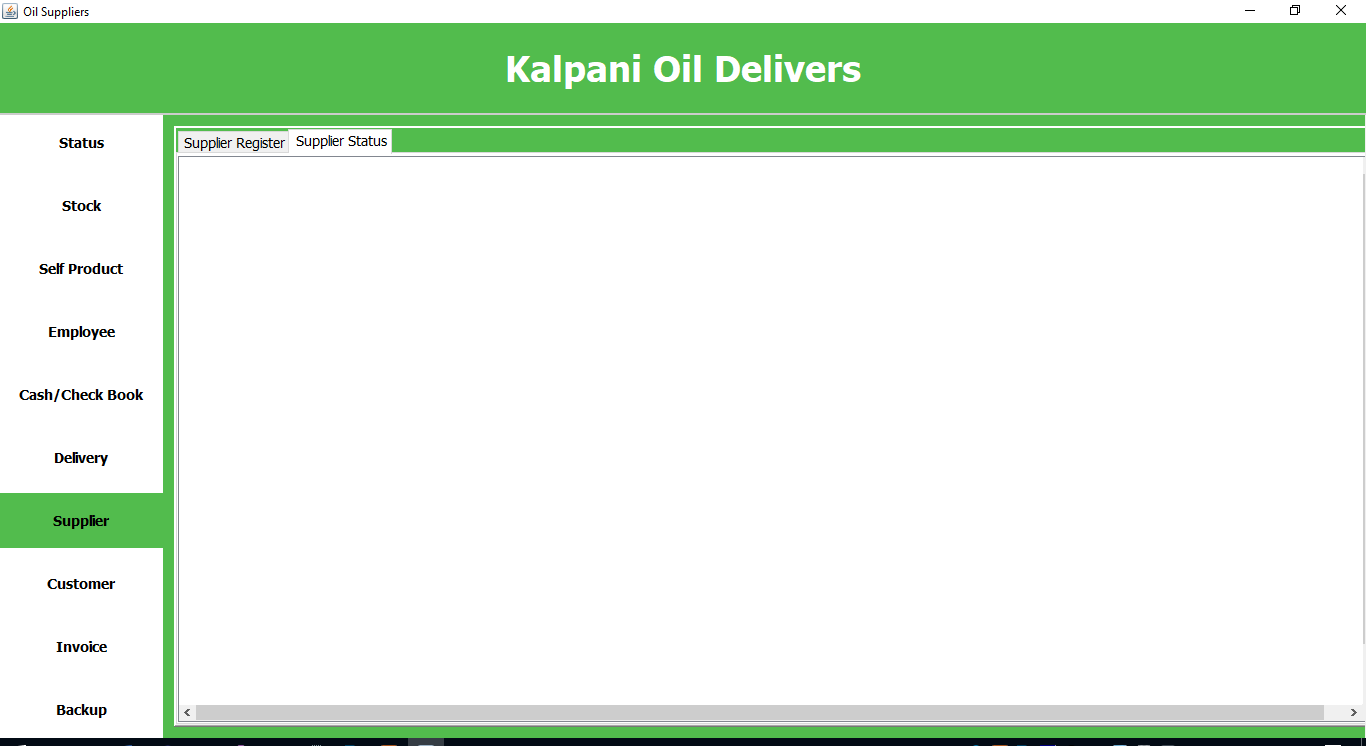 Oil Suppliers
Kalpani Oil Delivers
Status
Stock
Self Product
Employee
Cash/Check Book
Delivery
Supplier
Customer
Invoice
Backup
Supplier Register
Supplier Status